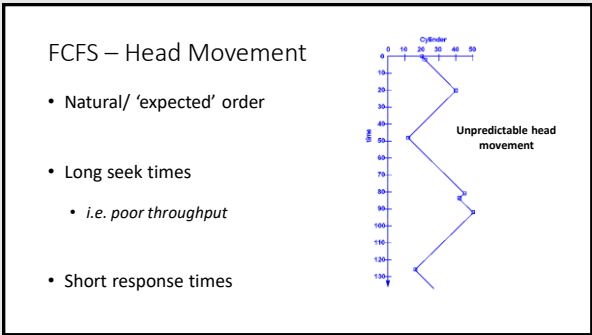 FCFS – Head Movement
• Natural/ 'expected' order
• Long seek times
• i.e. poor throughput
• Short response times
Cylinder
0 10 20 30 40 50
time
0
10
20
30
40
50
60
70
80
90
100
110
120
130
Unpredictable head
movement